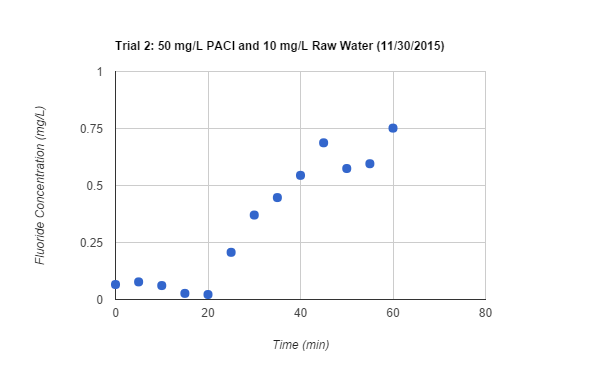 Trial 2: 50 mg/L PACl and 10 mg/L Raw Water (11/30/2015)
1
0.75
0.5
0.25
0
0 20 40 60 80
Fluoride Concentration (mg/L)
Time (min)